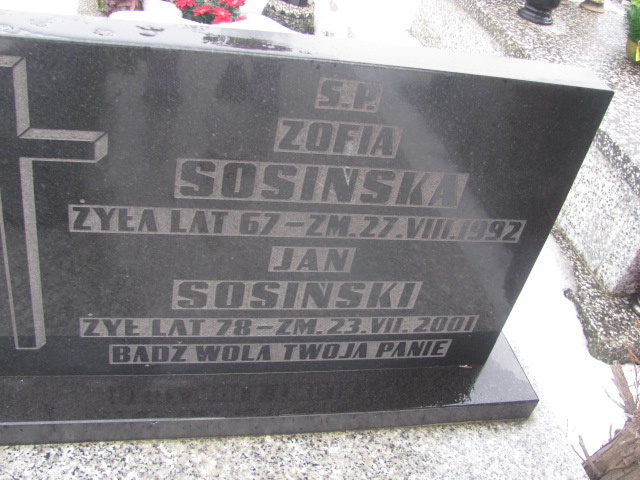 Ś.P.
ZOFIA
SOSIŃSKA
ŻYŁA LAT 67-ZM.27.VIII.1992
JAN
SOSIŃSKI
ŻYŁ LAT 78-ZM.23.VII.2001
BĄDŹ WOLA TWOJA PANIE